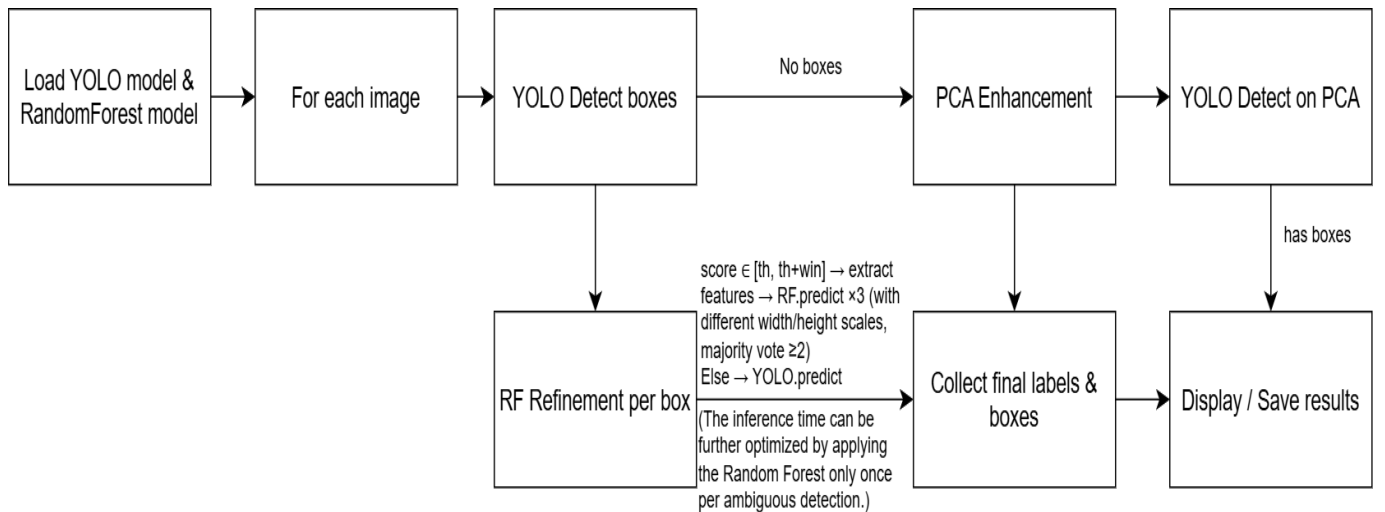 Load YOLO model &
RandomForest model
For each image
YOLO Detect boxes
No boxes
PCA Enhancement
YOLO Detect on PCA
has boxes
RF Refinement per box
score ∈ [th, th+win] → extract
features → RF.predict ×3 (with
different width/height scales,
majority vote ≥2)
Else → YOLO.predict
(The inference time can be
further optimized by applying
the Random Forest only once
per ambiguous detection.)
Collect final labels &
boxes
Display / Save results